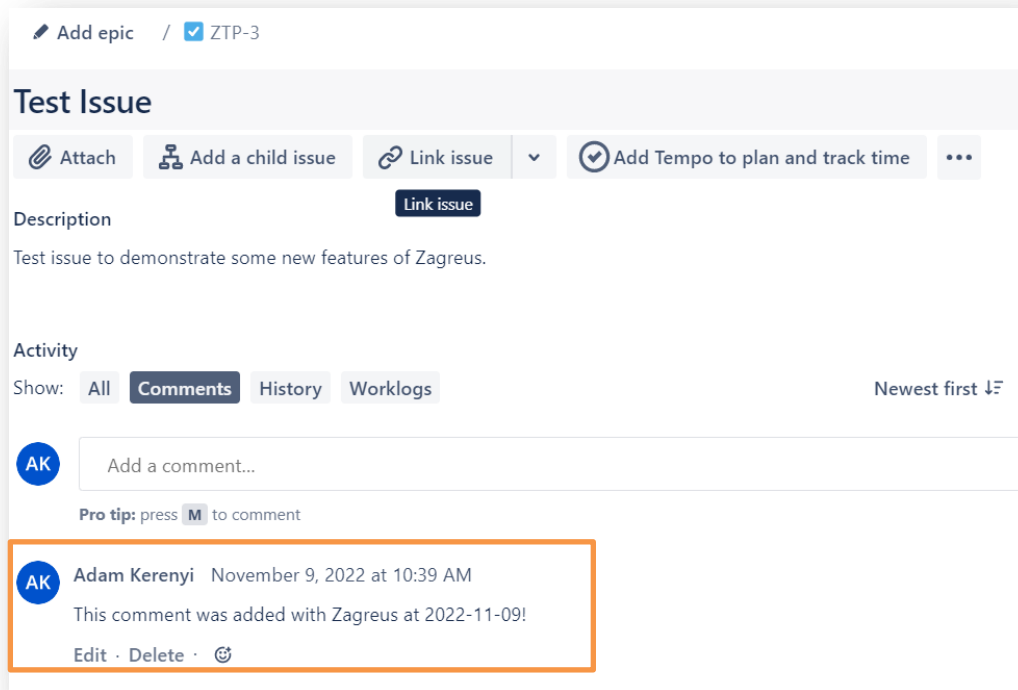 Add epic / ZTP-3
Test Issue
Attach Add a child issue Link issue Add Tempo to plan and track time
Link issue
Description
Test issue to demonstrate some new features of Zagreus.
Activity
Show: All Comments History Worklogs Newest first
AK Add a comment...
Pro tip: press M to comment
AK Adam Kerenyi November 9, 2022 at 10:39 AM
This comment was added with Zagreus at 2022-11-09!
Edit · Delete ·